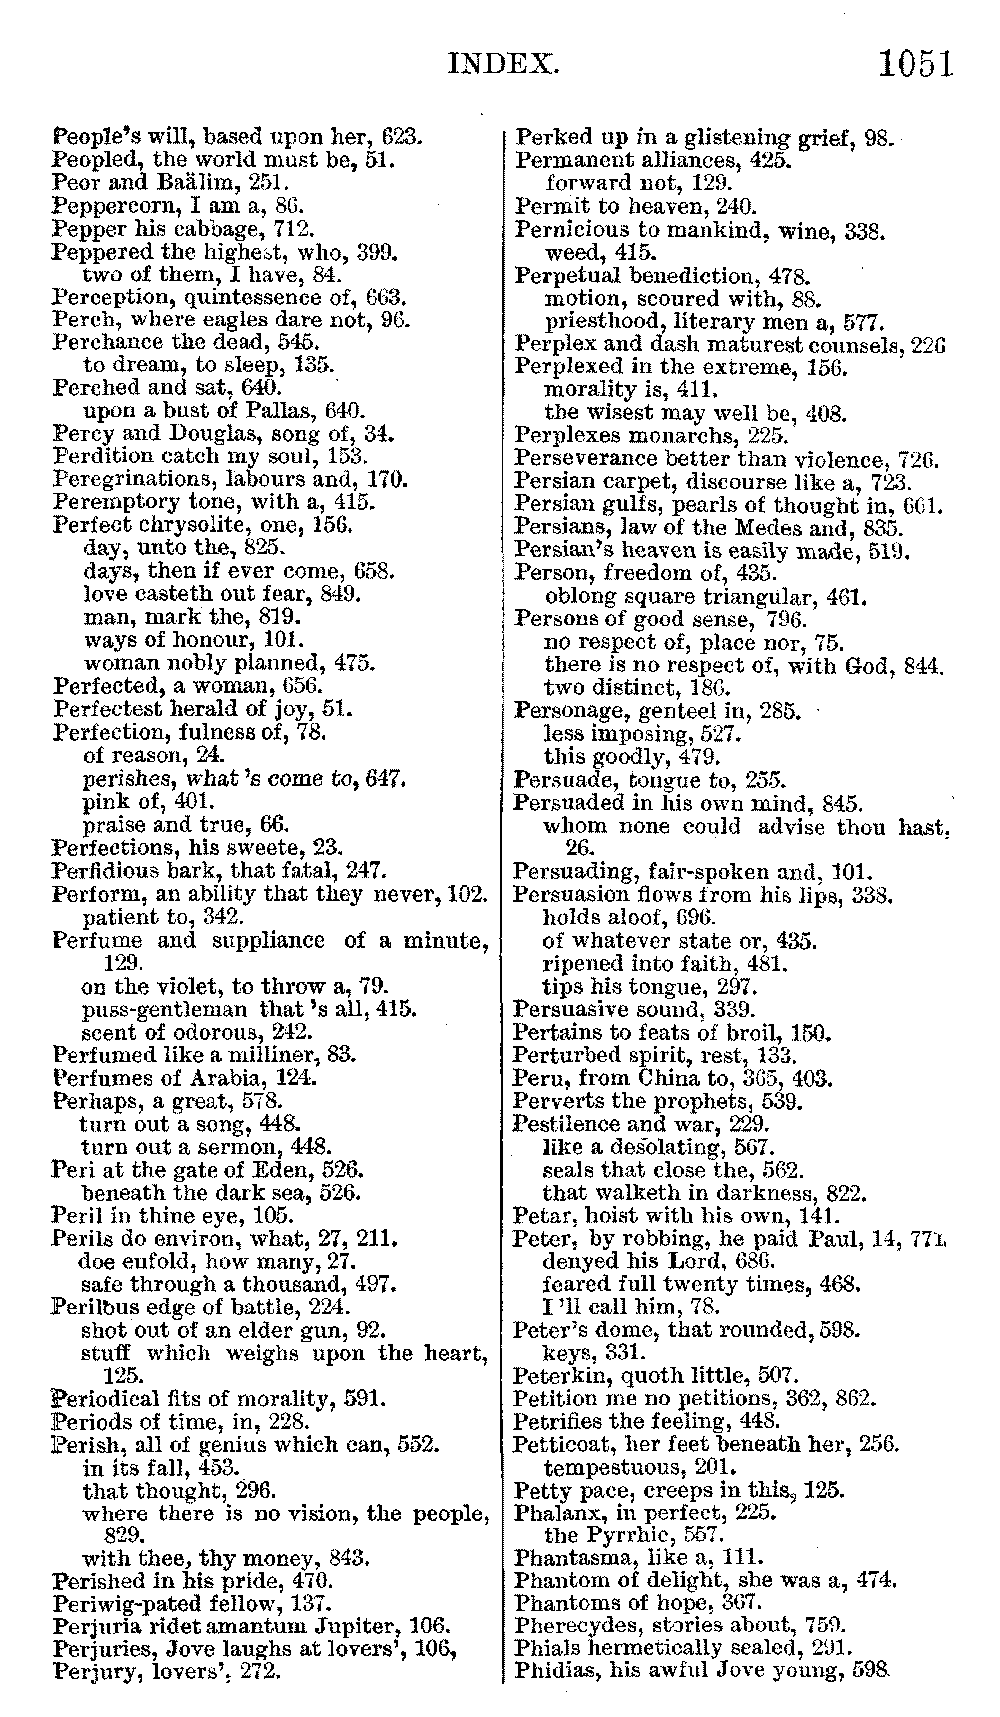 INDEX. 1051
People's will, based upon her, 623.
Peopled, the world must be, 51.
Peor and Baälim, 251.
Peppercorn, I am a, 86.
Pepper his cabbage, 712.
Peppered the highest, who, 399.
two of them, I have, 84.
Perception, quintessence of, 663.
Perch, where eagles dare not, 96.
Perchance the dead, 545.
to dream, to sleep, 135.
Perched and sat, 640.
upon a bust of Pallas, 640.
Percy and Douglas, song of, 34.
Perdition catch my soul, 153.
Peregrinations, labours and, 170.
Peremptory tone, with a, 415.
Perfect chrysolite, one, 156.
day, unto the, 825.
days, then if ever come, 658.
love casteth out fear, 849.
man, mark the, 819.
ways of honour, 101.
woman nobly planned, 475.
Perfected, a woman, 656.
Perfectest herald of joy, 51.
Perfection, fulness of, 78.
of reason, 24.
perishes, what 's come to, 647.
pink of, 401.
praise and true, 66.
Perfections, his sweete, 23.
Perfidious bark, that fatal, 247.
Perform, an ability that they never, 102.
patient to, 342.
Perfume and suppliance of a minute,
129.
on the violet, to throw a, 79.
puss-gentleman that 's all, 415.
scent of odorous, 242.
Perfumed like a milliner, 83.
Perfumes of Arabia, 124.
Perhaps, a great, 578.
turn out a song, 448.
turn out a sermon, 448.
Peri at the gate of Eden, 526.
beneath the dark sea, 526.
Peril in thine eye, 105.
Perils do environ, what, 27, 211.
doe enfold, how many, 27.
safe through a thousand, 497.
Perilous edge of battle, 224.
shot out of an elder gun, 92.
stuff which weighs upon the heart,
125.
Periodical fits of morality, 591.
Periods of time, in, 228.
Perish, all of genius which can, 552.
in its fall, 453.
that thought, 296.
where there is no vision, the people,
829.
with thee, thy money, 843.
Perished in his pride, 470.
Periwig-pated fellow, 137.
Perjuria ridet amantum Jupiter, 106.
Perjuries, Jove laughs at lovers', 106,
Perjury, lovers', 272.
Perked up in a glistening grief, 98.
Permanent alliances, 425.
forward not, 129.
Permit to heaven, 240.
Pernicious to mankind, wine, 338.
weed, 415.
Perpetual benediction, 478.
motion, scoured with, 88.
priesthood, literary men a, 577.
Perplex and dash maturest counsels, 226
Perplexed in the extreme, 156.
morality is, 411.
the wisest may well be, 408.
Perplexes monarchs, 225.
Perseverance better than violence, 726.
Persian carpet, discourse like a, 723.
Persian gulfs, pearls of thought in, 661.
Persians, law of the Medes and, 835.
Persian's heaven is easily made, 519.
Person, freedom of, 435.
oblong square triangular, 461.
Persons of good sense, 796.
no respect of, place nor, 75.
there is no respect of, with God, 844.
two distinct, 186.
Personage, genteel in, 285.
less imposing, 527.
this goodly, 479.
Persuade, tongue to, 255.
Persuaded in his own mind, 845.
whom none could advise thou hast,
26.
Persuading, fair-spoken and, 101.
Persuasion flows from his lips, 338.
holds aloof, 696.
of whatever state or, 435.
ripened into faith, 481.
tips his tongue, 297.
Persuasive sound, 339.
Pertains to feats of broil, 150.
Perturbed spirit, rest, 133.
Peru, from China to, 365, 403.
Perverts the prophets, 539.
Pestilence and war, 229.
like a desolating, 567.
seals that close the, 562.
that walketh in darkness, 822.
Petar, hoist with his own, 141.
Peter, by robbing, he paid Paul, 14, 771.
denyed his Lord, 686.
feared full twenty times, 468.
I 'll call him, 78.
Peter's dome, that rounded, 598.
keys, 331.
Peterkin, quoth little, 507.
Petition me no petitions, 362, 862.
Petrifies the feeling, 448.
Petticoat, her feet beneath her, 256.
tempestuous, 201.
Petty pace, creeps in this, 125.
Phalanx, in perfect, 225.
the Pyrrhic, 557.
Phantasma, like a, 111.
Phantom of delight, she was a, 474.
Phantoms of hope, 367.
Pherecydes, stories about, 759.
Phials hermetically sealed, 291.
Phidias, his awful Jove young, 598.